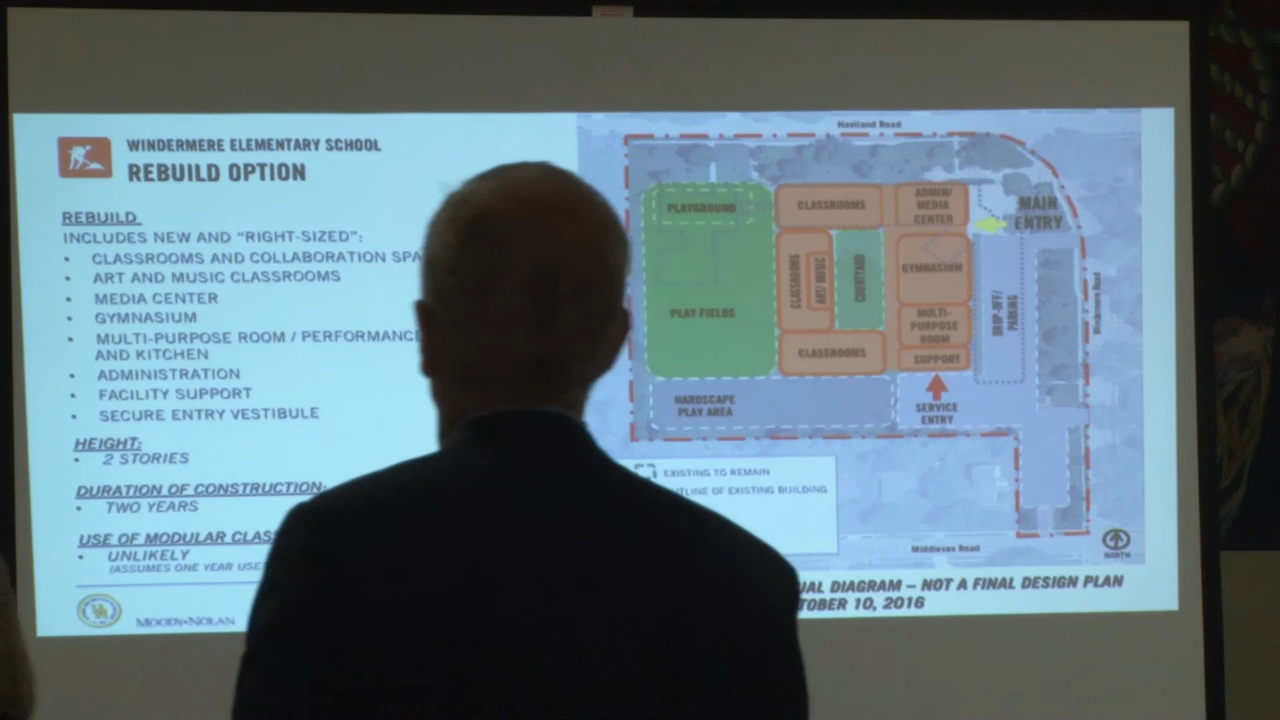 WINDERMERE ELEMENTARY SCHOOL
REBUILD OPTION
REBUILD
INCLUDES NEW AND "RIGHT-SIZED":
• CLASSROOMS AND COLLABORATION SPA
• ART AND MUSIC CLASSROOMS
• MEDIA CENTER
• GYMNASIUM
• MULTI-PURPOSE ROOM / PERFORMANCE
AND KITCHEN
• ADMINISTRATION
• FACILITY SUPPORT
• SECURE ENTRY VESTIBULE
HEIGHT:
• 2 STORIES
DURATION OF CONSTRUCTION:
• TWO YEARS
USE OF MODULAR CLAS
• UNLIKELY
(ASSUMES ONE YEAR USE
MOODY•NOLAN
Haviland Road
PLAYGROUND
CLASSROOMS
ADMIN/
MEDIA
CENTER
MAIN
ENTRY
CLASSROOMS
ART/ MUSIC
COURTYARD
GYMNASIUM
PLAY FIELDS
MULTI-
PURPOSE
ROOM
DROP-OFF/
PARKING
Windermere Road
CLASSROOMS
SUPPORT
HARDSCAPE
PLAY AREA
SERVICE
ENTRY
EXISTING TO REMAIN
TLINE OF EXISTING BUILDING
Middlesex Road
NORTH
UAL DIAGRAM – NOT A FINAL DESIGN PLAN
TOBER 10, 2016